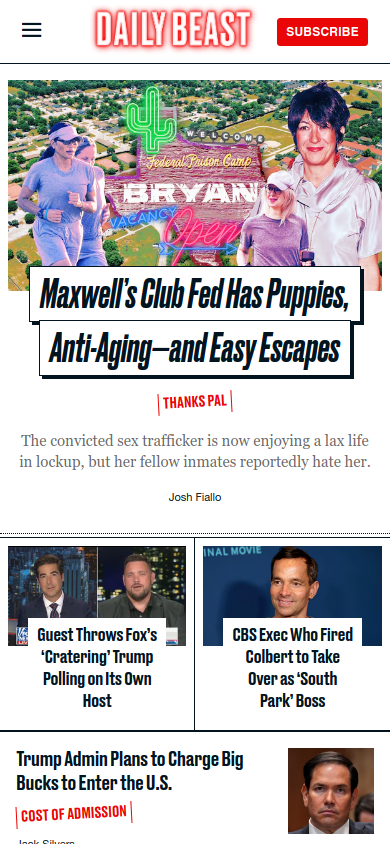 DAILY BEAST
SUBSCRIBE
WELCOME
Federal Prison Camp
BRYAN
VACANCY
Open
Maxwell's Club Fed Has Puppies,
Anti-Aging—and Easy Escapes
THANKS PAL
The convicted sex trafficker is now enjoying a lax life
in lockup, but her fellow inmates reportedly hate her.
Josh Fiallo
Guest Throws Fox's
'Cratering' Trump
Polling on Its Own
Host
INAL MOVIE
CBS Exec Who Fired
Colbert to Take
Over as 'South
Park' Boss
Trump Admin Plans to Charge Big
Bucks to Enter the U.S.
COST OF ADMISSION